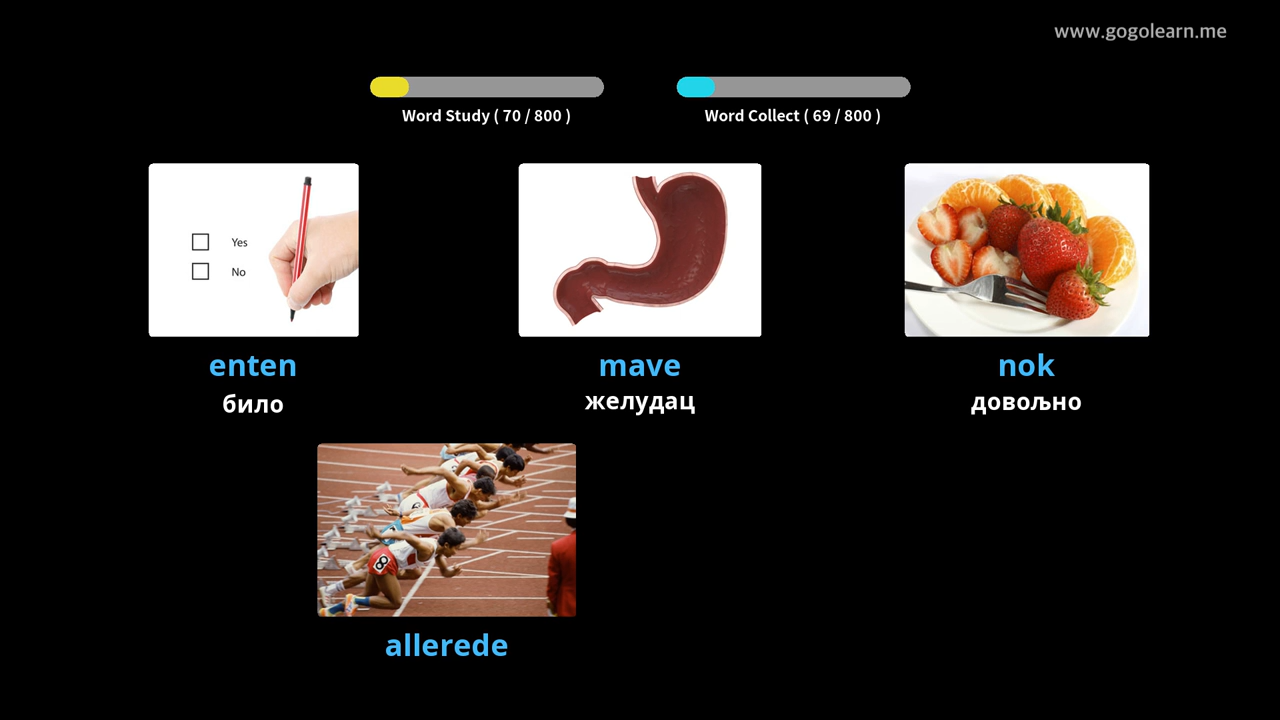 www.gogolearn.me
Word Study ( 70 / 800 )
Word Collect ( 69 / 800 )
Yes
No
8
enten
било
mave
желудац
nok
довољно
allerede